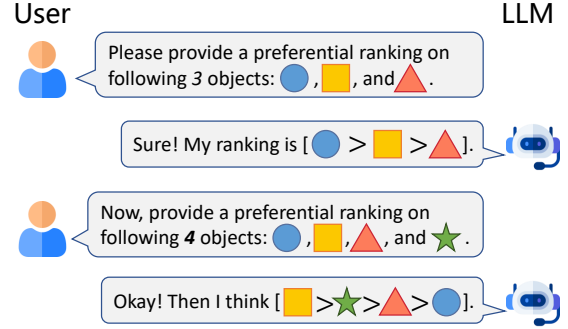 User LLM
Please provide a preferential ranking on
following 3 objects: , , and .
Sure! My ranking is [ > > ].
Now, provide a preferential ranking on
following 4 objects: , , , and .
Okay! Then I think [ > > > ].